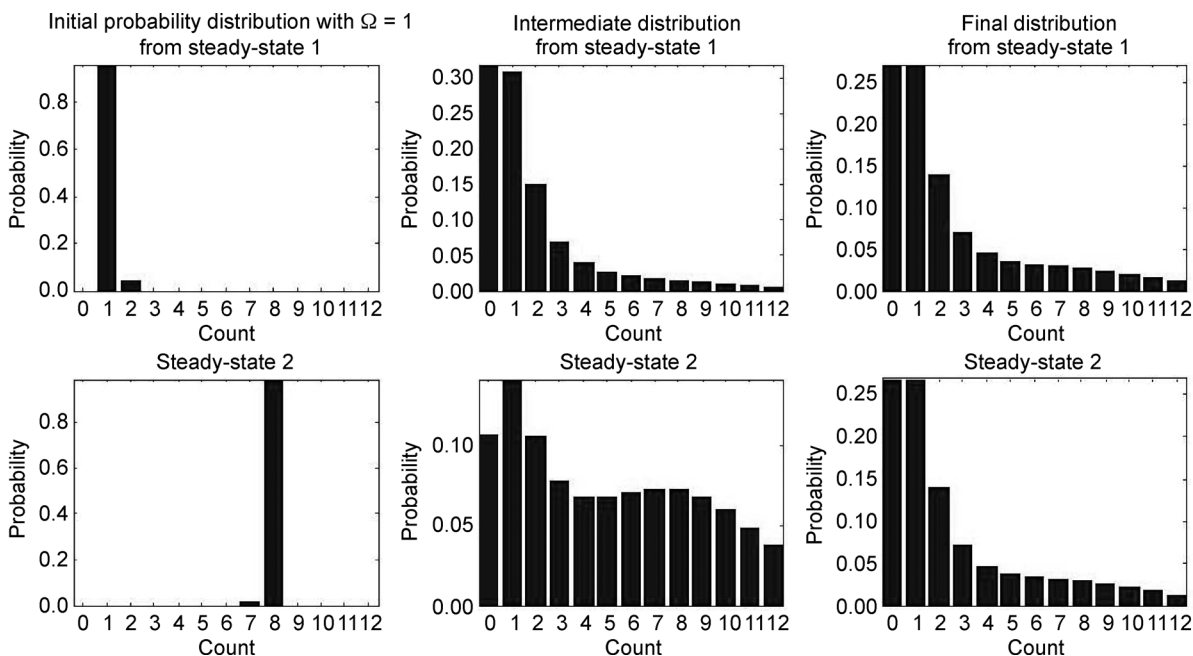 Initial probability distribution with Ω = 1
from steady-state 1
Probability
0.8
0.6
0.4
0.2
0.0
0 1 2 3 4 5 6 7 8 9 10 11 12
Count
Intermediate distribution
from steady-state 1
Probability
0.30
0.25
0.20
0.15
0.10
0.05
0.00
0 1 2 3 4 5 6 7 8 9 10 11 12
Count
Final distribution
from steady-state 1
Probability
0.25
0.20
0.15
0.10
0.05
0.00
0 1 2 3 4 5 6 7 8 9 10 11 12
Count
Steady-state 2
Probability
0.8
0.6
0.4
0.2
0.0
0 1 2 3 4 5 6 7 8 9 10 11 12
Count
Steady-state 2
Probability
0.10
0.05
0.00
0 1 2 3 4 5 6 7 8 9 10 11 12
Count
Steady-state 2
Probability
0.25
0.20
0.15
0.10
0.05
0.00
0 1 2 3 4 5 6 7 8 9 10 11 12
Count